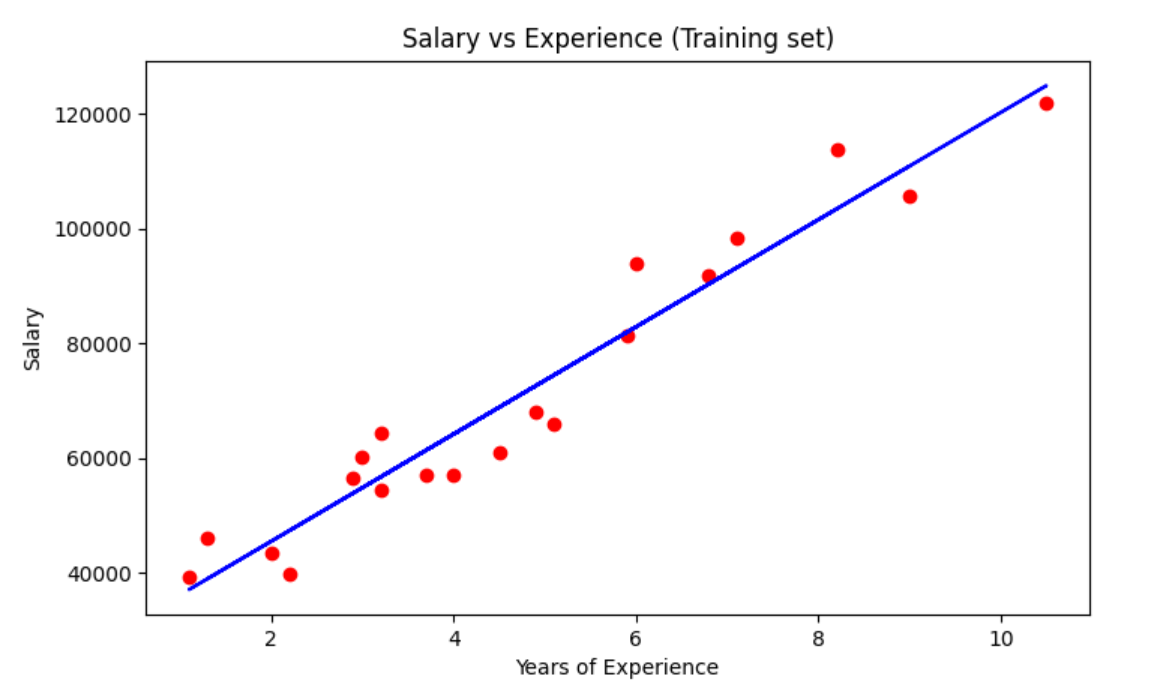 Salary vs Experience (Training set)
120000
100000
80000
60000
40000
Salary
2 4 6 8 10
Years of Experience